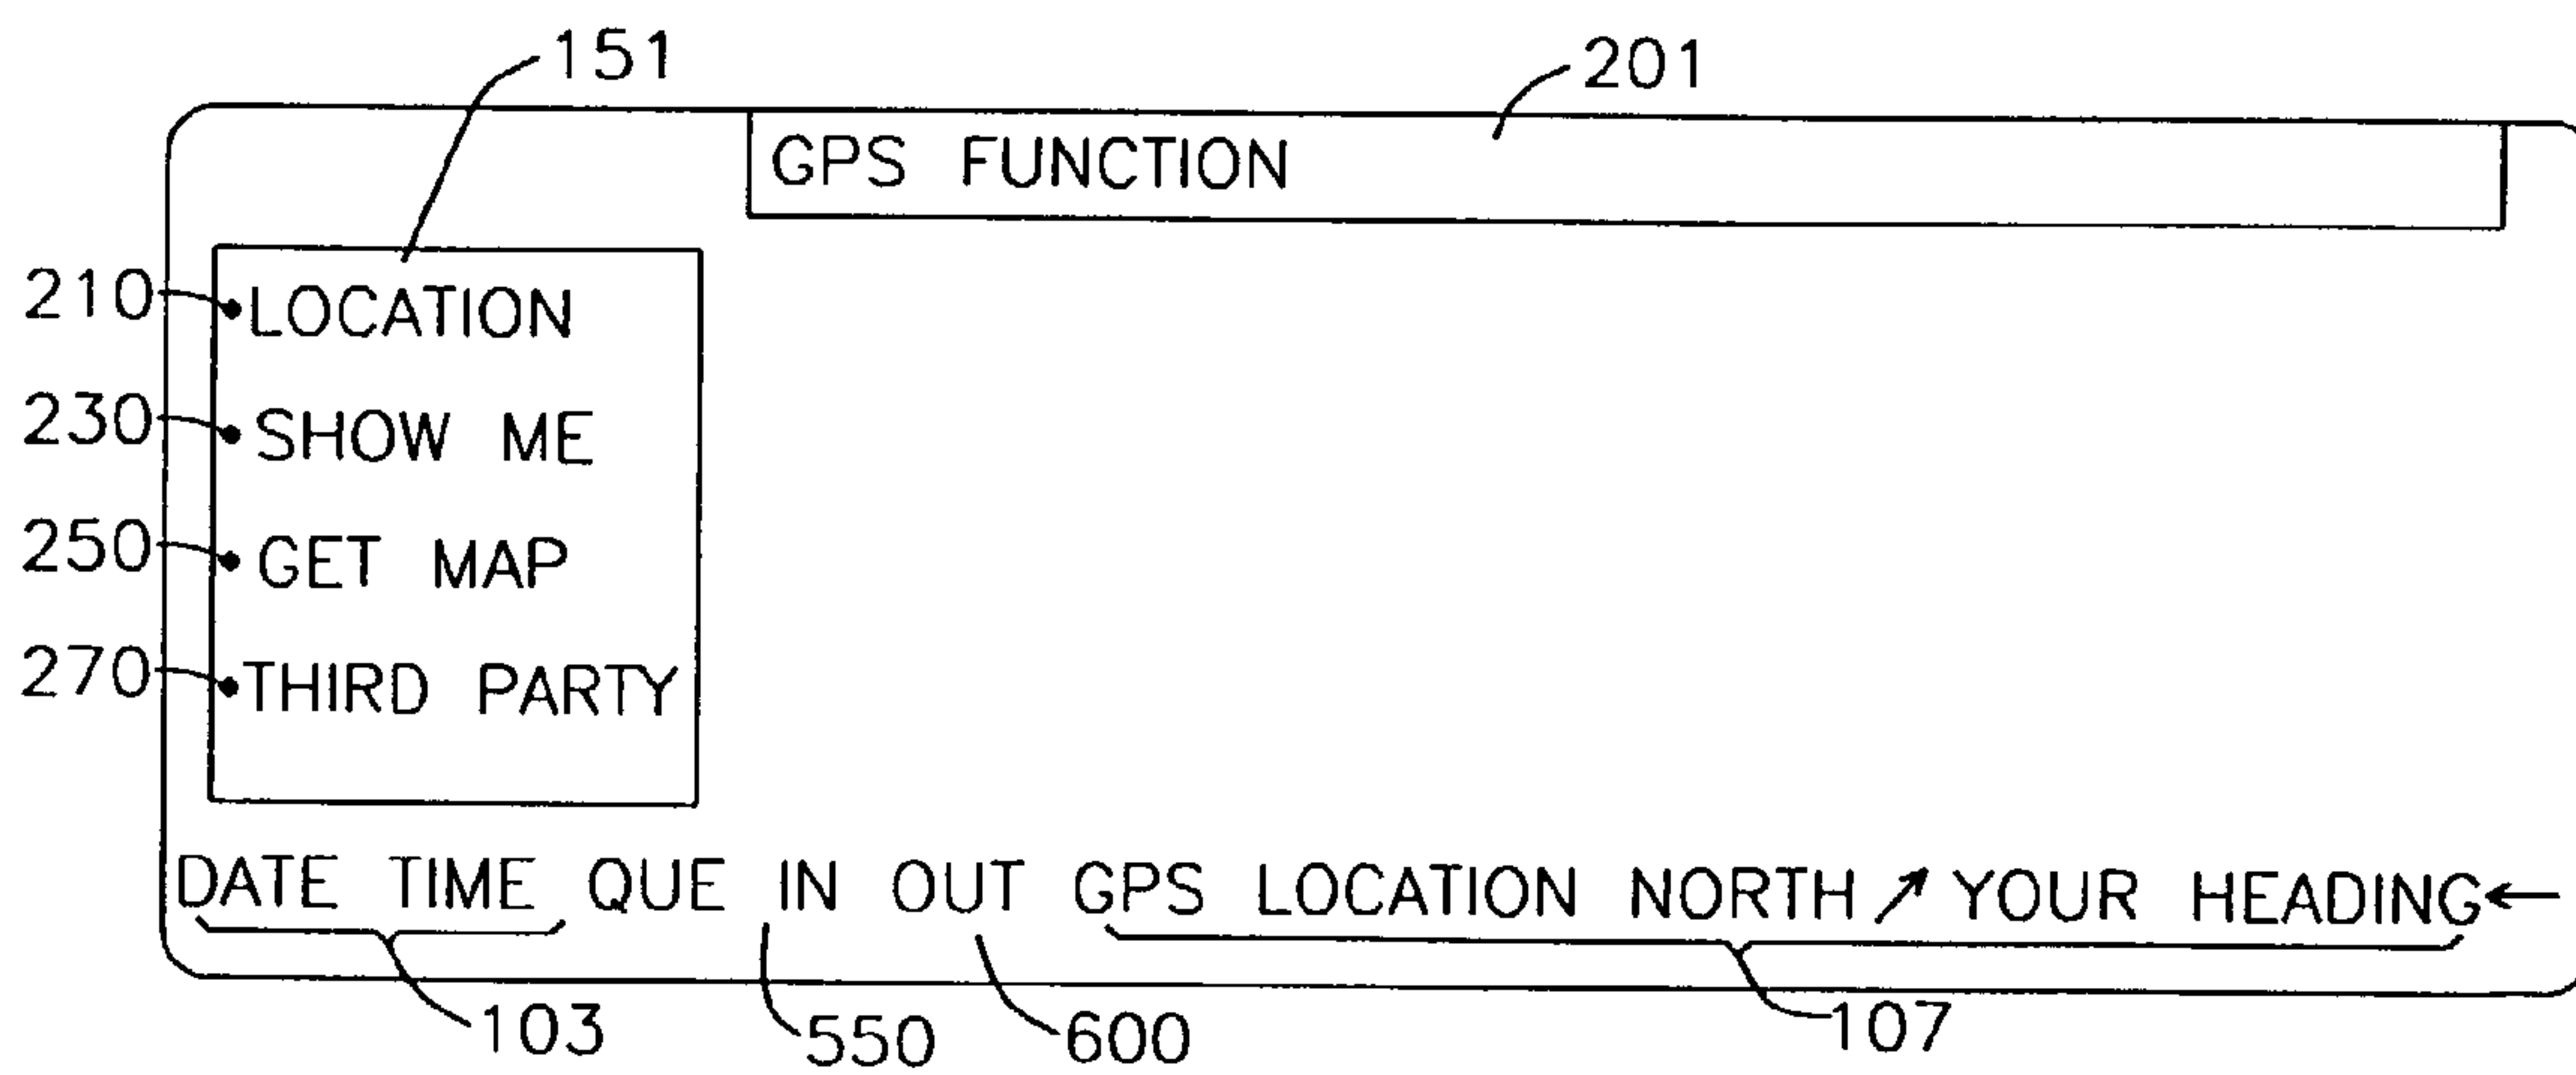 151
201
GPS FUNCTION
210 LOCATION
230 SHOW ME
250 GET MAP
270 THIRD PARTY
DATE TIME QUE IN OUT GPS LOCATION NORTH ↗ YOUR HEADING ←
103
550
600
107